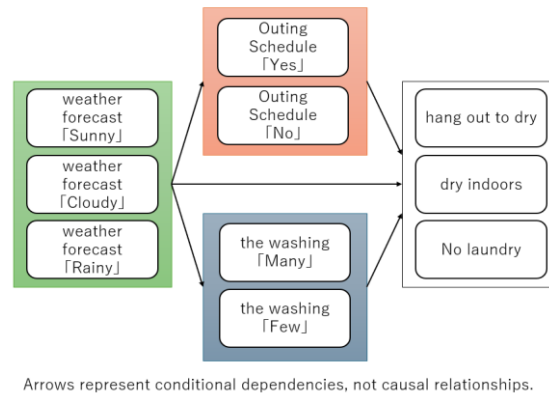 weather
forecast
「Sunny」
weather
forecast
「Cloudy」
weather
forecast
「Rainy」
Outing
Schedule
「Yes」
Outing
Schedule
「No」
the washing
「Many」
the washing
「Few」
hang out to dry
dry indoors
No laundry
Arrows represent conditional dependencies, not causal relationships.